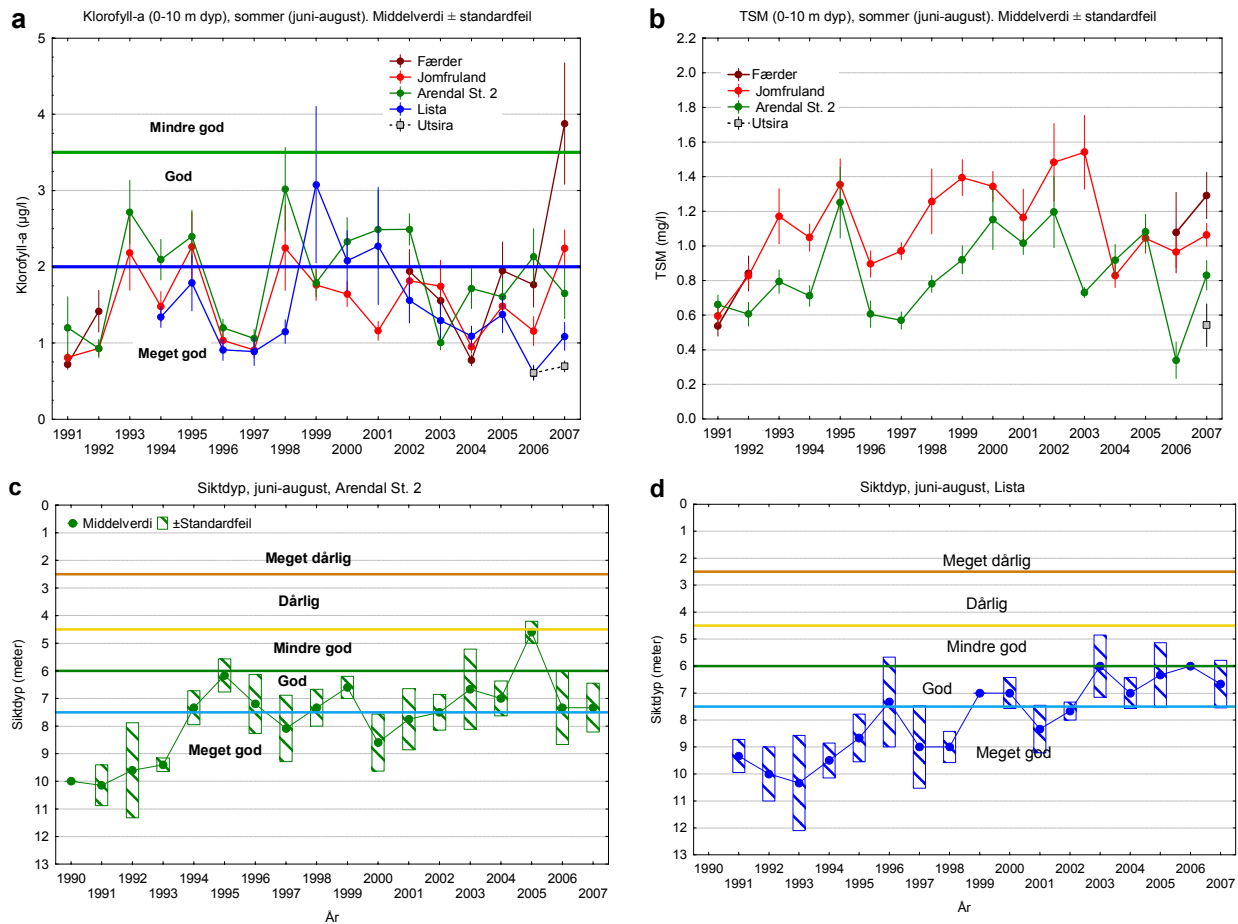 a
Klorofyll-a (0-10 m dyp), sommer (juni-august). Middelverdi ± standardfeil
5
4
3
2
1
0
Klorofyll-a (µg/l)
Færder
Jomfruland
Arendal St. 2
Lista
Utsira
Mindre god
God
Meget god
1991 1993 1995 1997 1999 2001 2003 2005 2007
1992 1994 1996 1998 2000 2002 2004 2006
b
TSM (0-10 m dyp), sommer (juni-august). Middelverdi ± standardfeil
2.2
2.0
1.8
1.6
1.4
1.2
1.0
0.8
0.6
0.4
0.2
0.0
TSM (mg/l)
Færder
Jomfruland
Arendal St. 2
Utsira
1991 1993 1995 1997 1999 2001 2003 2005 2007
1992 1994 1996 1998 2000 2002 2004 2006
c
Siktdyp, juni-august, Arendal St. 2
0
1
2
3
4
5
6
7
8
9
10
11
12
13
Siktdyp (meter)
Middelverdi ±Standardfeil
Meget dårlig
Dårlig
Mindre god
God
Meget god
1990 1992 1994 1996 1998 2000 2002 2004 2006
1991 1993 1995 1997 1999 2001 2003 2005 2007
År
d
Siktdyp, juni-august, Lista
0
1
2
3
4
5
6
7
8
9
10
11
12
13
Siktdyp (meter)
Meget dårlig
Dårlig
Mindre god
God
Meget god
1990 1992 1994 1996 1998 2000 2002 2004 2006
1991 1993 1995 1997 1999 2001 2003 2005 2007
År